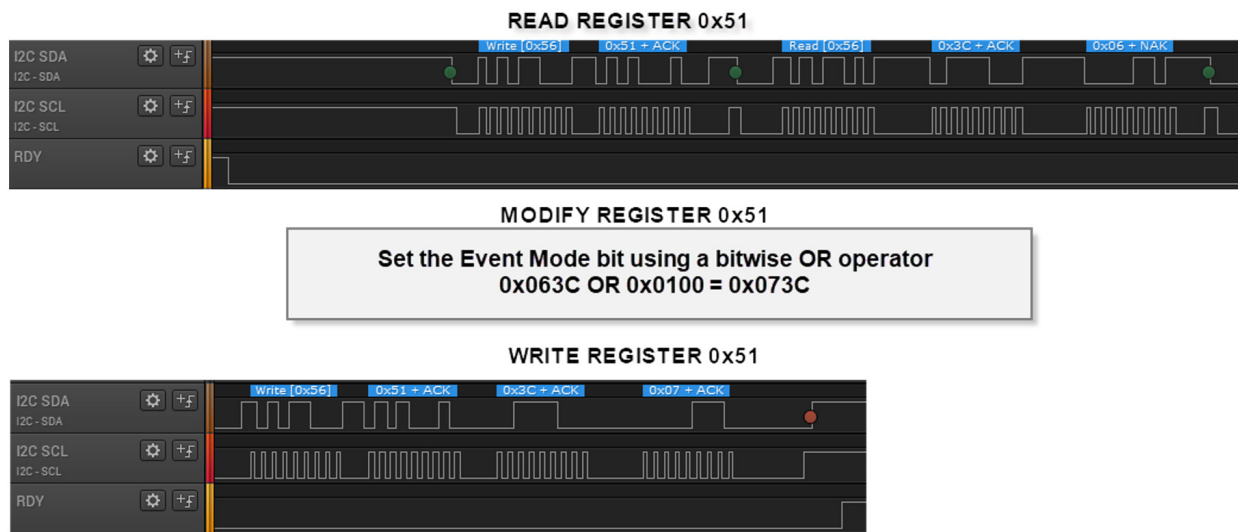 READ REGISTER 0x51
Write [0x56] 0x51 + ACK Read [0x56] 0x3C + ACK 0x06 + NAK
I2C SDA
I2C - SDA
I2C SCL
I2C - SCL
RDY
MODIFY REGISTER 0x51
Set the Event Mode bit using a bitwise OR operator
0x063C OR 0x0100 = 0x073C
WRITE REGISTER 0x51
Write [0x56] 0x51 + ACK 0x3C + ACK 0x07 + ACK
I2C SDA
I2C - SDA
I2C SCL
I2C - SCL
RDY